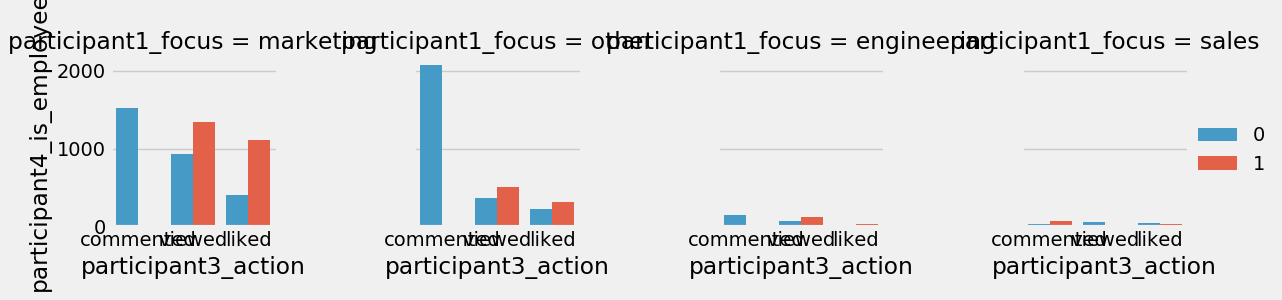 participant1_focus = marketing
participant1_focus = other
participant1_focus = engineering
participant1_focus = sales
participant4_is_employee
2000
1000
0
commented viewed liked
commented viewed liked
commented viewed liked
commented viewed liked
participant3_action
participant3_action
participant3_action
participant3_action
0
1